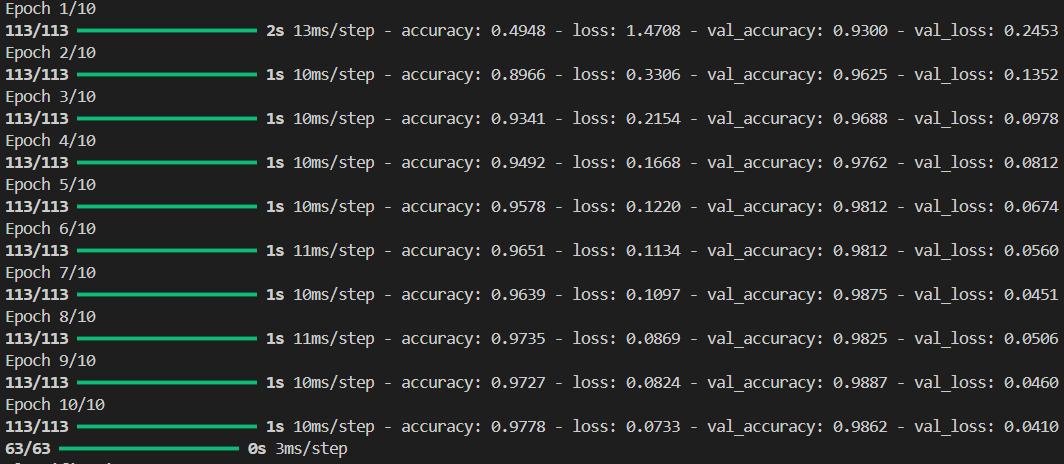 Epoch 1/10
113/113 2s 13ms/step - accuracy: 0.4948 - loss: 1.4708 - val_accuracy: 0.9300 - val_loss: 0.2453
Epoch 2/10
113/113 1s 10ms/step - accuracy: 0.8966 - loss: 0.3306 - val_accuracy: 0.9625 - val_loss: 0.1352
Epoch 3/10
113/113 1s 10ms/step - accuracy: 0.9341 - loss: 0.2154 - val_accuracy: 0.9688 - val_loss: 0.0978
Epoch 4/10
113/113 1s 10ms/step - accuracy: 0.9492 - loss: 0.1668 - val_accuracy: 0.9762 - val_loss: 0.0812
Epoch 5/10
113/113 1s 10ms/step - accuracy: 0.9578 - loss: 0.1220 - val_accuracy: 0.9812 - val_loss: 0.0674
Epoch 6/10
113/113 1s 11ms/step - accuracy: 0.9651 - loss: 0.1134 - val_accuracy: 0.9812 - val_loss: 0.0560
Epoch 7/10
113/113 1s 10ms/step - accuracy: 0.9639 - loss: 0.1097 - val_accuracy: 0.9875 - val_loss: 0.0451
Epoch 8/10
113/113 1s 11ms/step - accuracy: 0.9735 - loss: 0.0869 - val_accuracy: 0.9825 - val_loss: 0.0506
Epoch 9/10
113/113 1s 10ms/step - accuracy: 0.9727 - loss: 0.0824 - val_accuracy: 0.9887 - val_loss: 0.0460
Epoch 10/10
113/113 1s 10ms/step - accuracy: 0.9778 - loss: 0.0733 - val_accuracy: 0.9862 - val_loss: 0.0410
63/63 0s 3ms/step